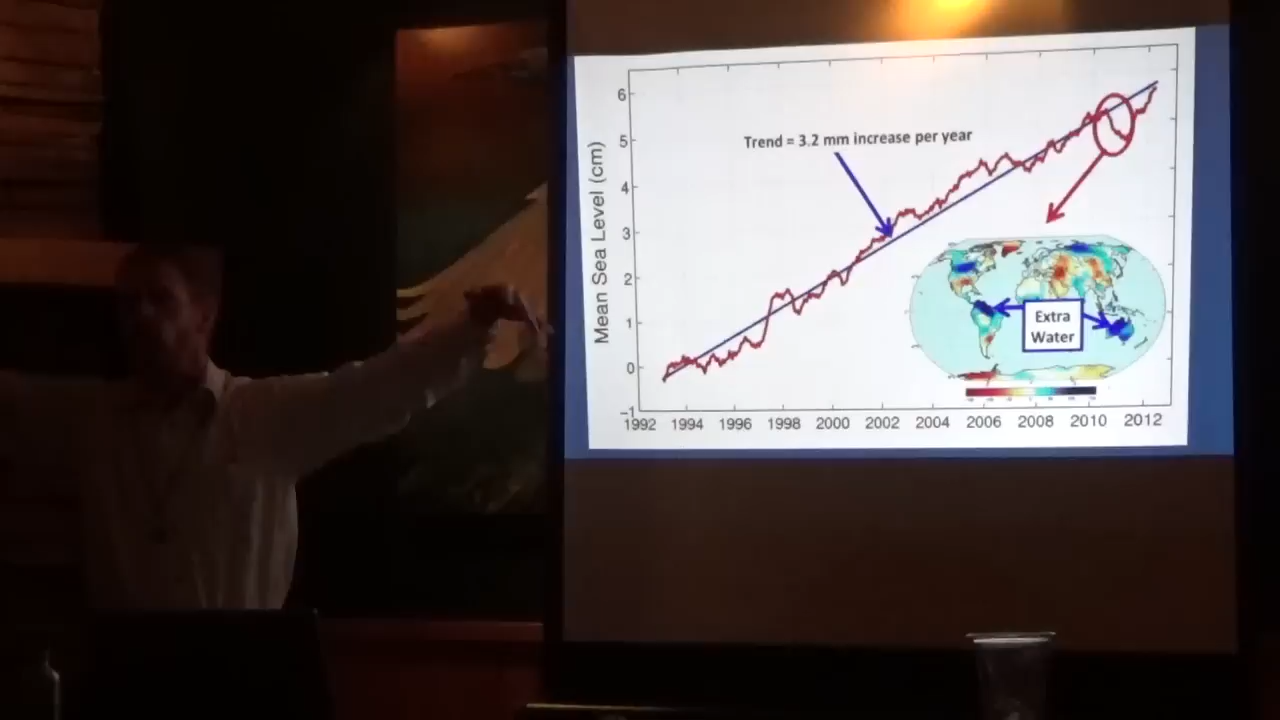 Trend = 3.2 mm increase per year
Mean Sea Level (cm)
6
5
4
3
2
1
0
−1
1992 1994 1996 1998 2000 2002 2004 2006 2008 2010 2012
Extra
Water